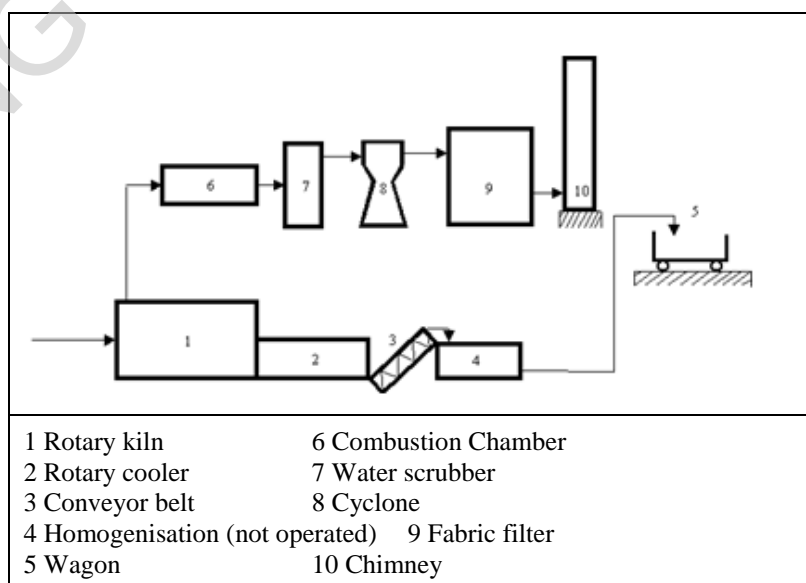 G
6
7
8
9
10
5
1
2
3
4
1 Rotary kiln 6 Combustion Chamber
2 Rotary cooler 7 Water scrubber
3 Conveyor belt 8 Cyclone
4 Homogenisation (not operated) 9 Fabric filter
5 Wagon 10 Chimney